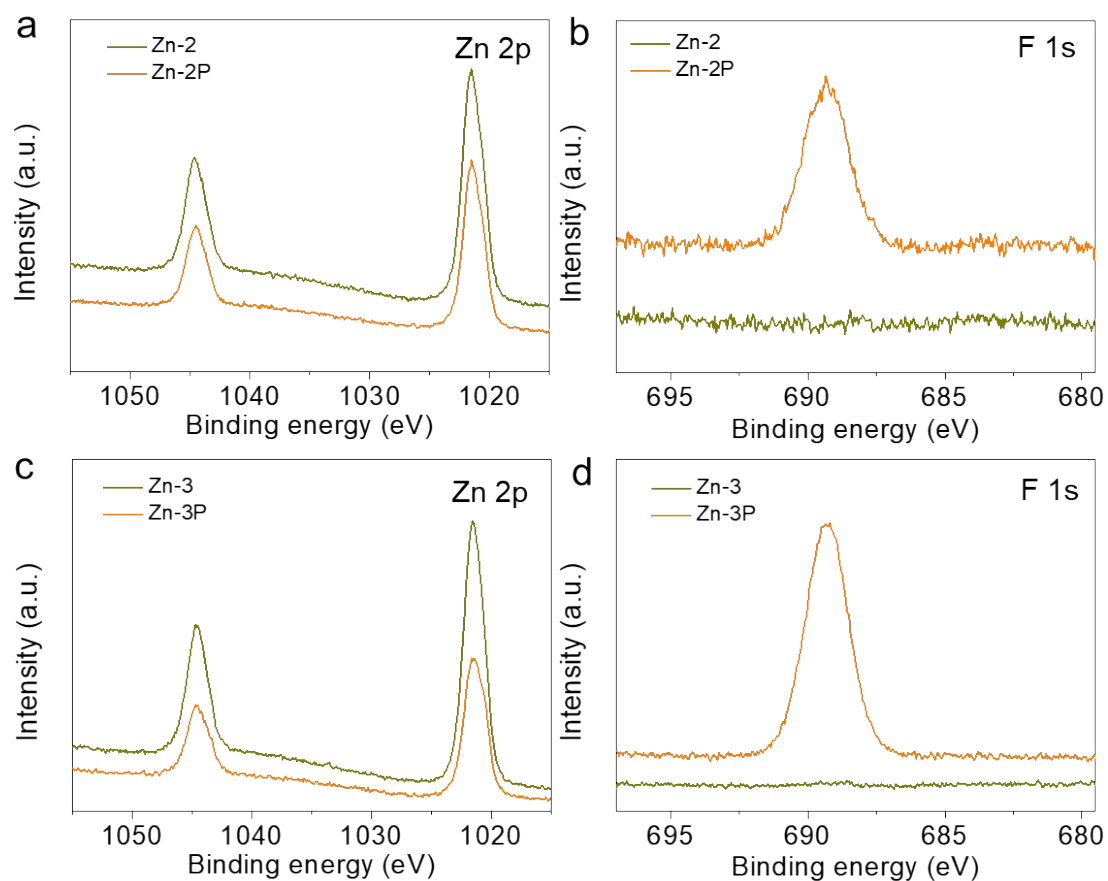 a
Zn-2
Zn-2P
Zn 2p
Intensity (a.u.)
1050 1040 1030 1020
Binding energy (eV)
b
Zn-2
Zn-2P
F 1s
Intensity (a.u.)
695 690 685 680
Binding energy (eV)
c
Zn-3
Zn-3P
Zn 2p
Intensity (a.u.)
1050 1040 1030 1020
Binding energy (eV)
d
Zn-3
Zn-3P
F 1s
Intensity (a.u.)
695 690 685 680
Binding energy (eV)